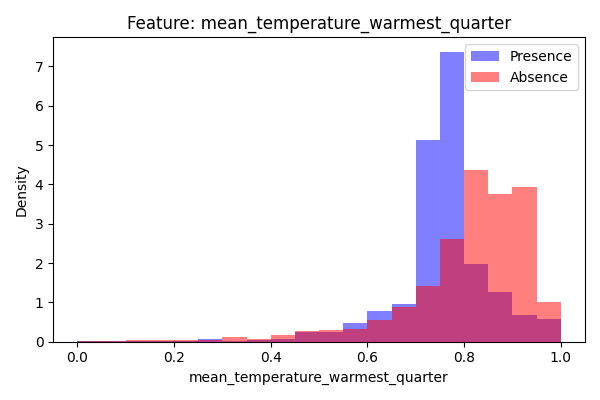 Feature: mean_temperature_warmest_quarter
Presence
Absence
Density
7
6
5
4
3
2
1
0
0.0 0.2 0.4 0.6 0.8 1.0
mean_temperature_warmest_quarter